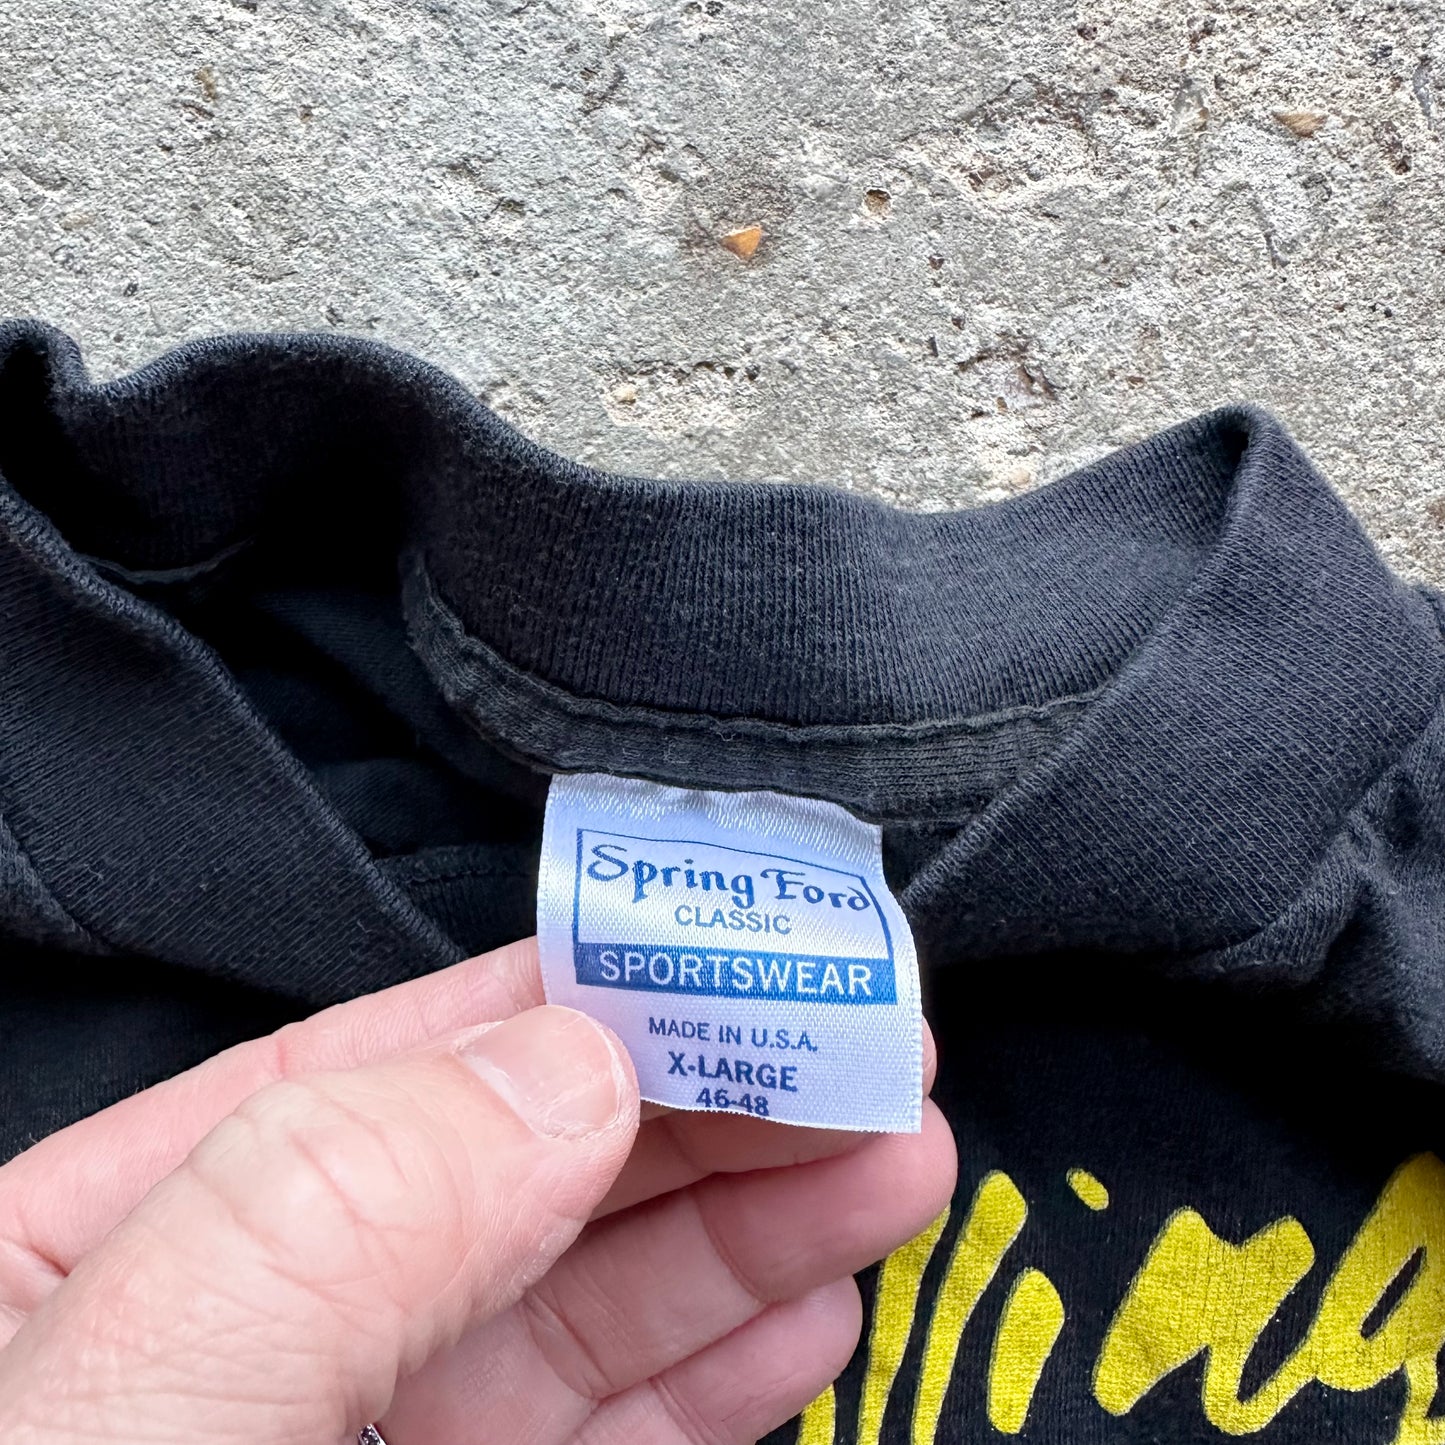 Spring Ford
CLASSIC
SPORTSWEAR
MADE IN U.S.A.
X-LARGE
46-48